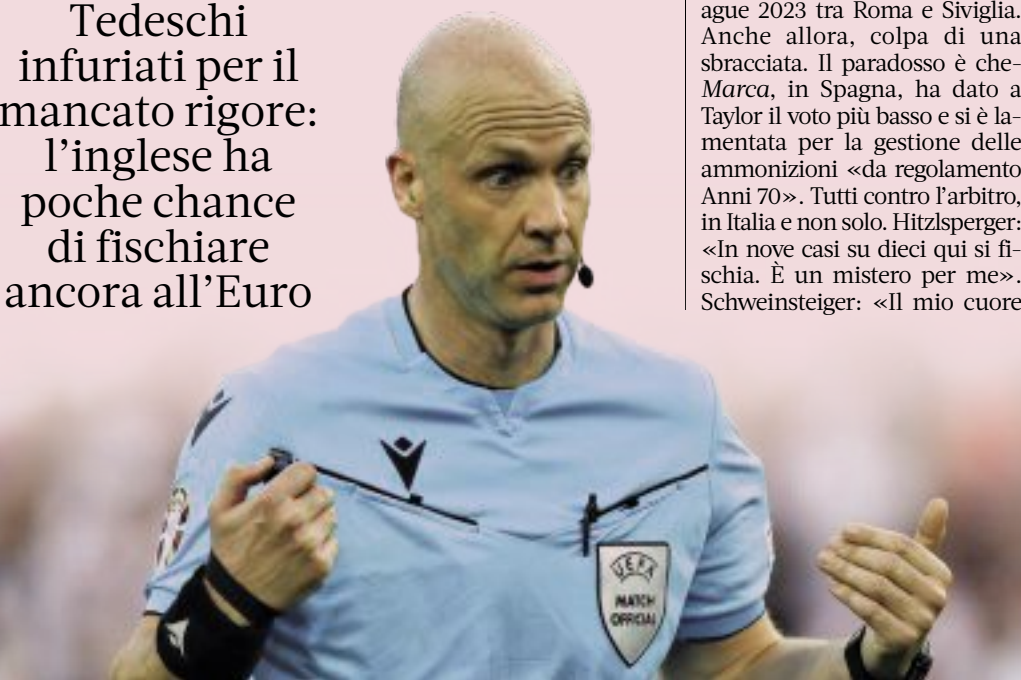 Tedeschi
infuriati per il
mancato rigore:
l’inglese ha
poche chance
di fischiare
ancora all’Euro
ague 2023 tra Roma e Siviglia.
Anche allora, colpa di una
sbracciata. Il paradosso è che-
Marca, in Spagna, ha dato a
Taylor il voto più basso e si è la-
mentata per la gestione delle
ammonizioni «da regolamento
Anni 70». Tutti contro l’arbitro,
in Italia e non solo. Hitzlsperger:
«In nove casi su dieci qui si fi-
schia. È un mistero per me».
Schweinsteiger: «Il mio cuore
UEFA
MATCH
OFFICIAL